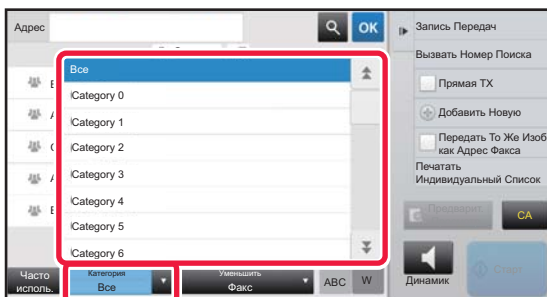 Адрес
OK
Запись Передач
Вызвать Номер Поиска
Прямая TX
Добавить Новую
Передать То Же Изоб
как Адрес Факса
Печатать
Индивидуальный Список
CA
Все
Category 0
Category 1
Category 2
Category 3
Category 4
Category 5
Category 6
Часто
исполь.
Категория
Все
Уменьшить
Факс
ABC
W
Динамик
Старт